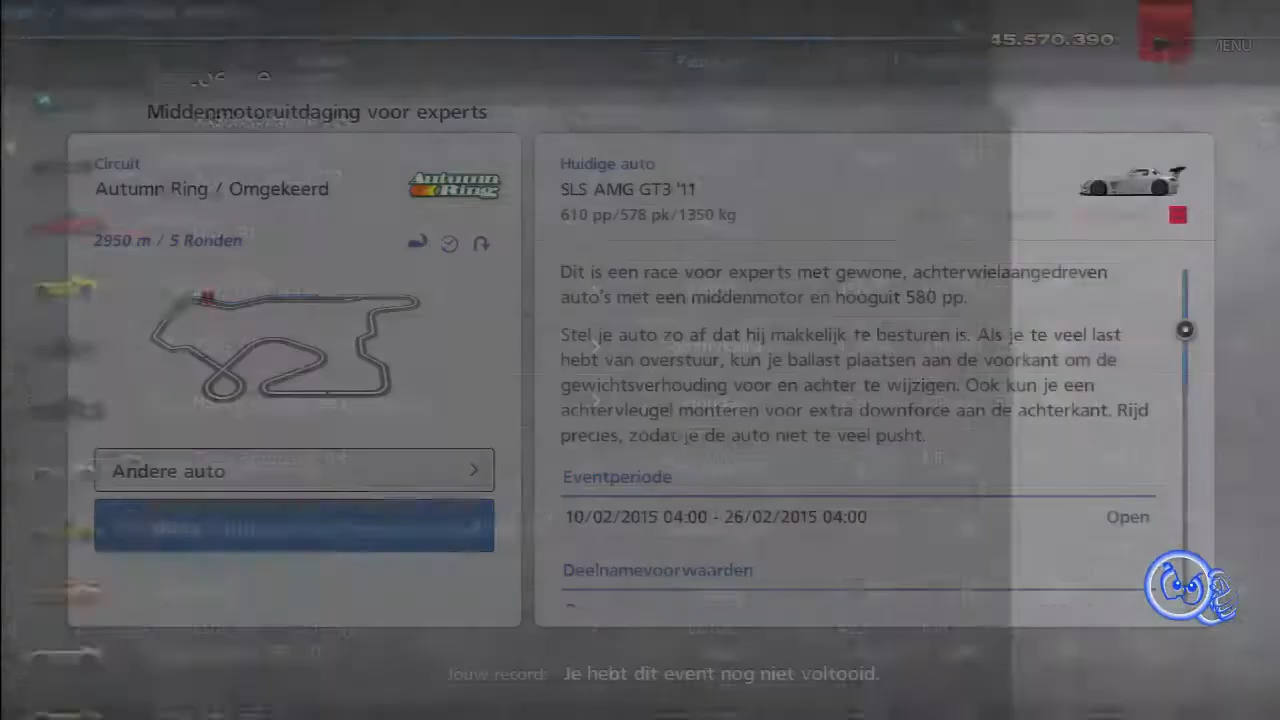 45.570.390
MENU
Middenmotoruitdaging voor experts
Circuit
Autumn Ring / Omgekeerd
Autumn
Ring
2950 m / 5 Ronden
Andere auto
Huidige auto
SLS AMG GT3 '11
610 pp/578 pk/1350 kg
Dit is een race voor experts met gewone, achterwielaangedreven
auto's met een middenmotor en hooguit 580 pp.
Stel je auto zo af dat hij makkelijk te besturen is. Als je te veel last
hebt van overstuur, kun je ballast plaatsen aan de voorkant om de
gewichtsverhouding voor en achter te wijzigen. Ook kun je een
achtervleugel monteren voor extra downforce aan de achterkant. Rijd
precies, zodat je de auto niet te veel pusht.
Eventperiode
10/02/2015 04:00 - 26/02/2015 04:00 Open
Deelnamevoorwaarden
Jouw record: Je hebt dit event nog niet voltooid.